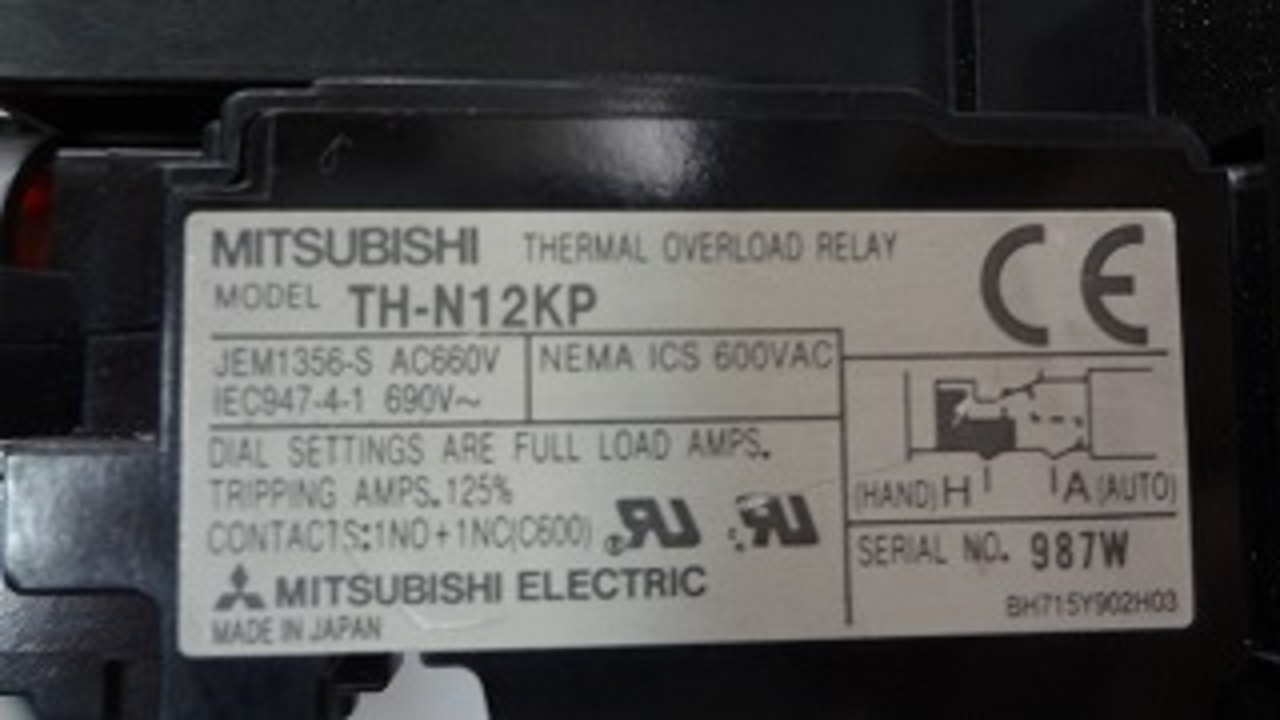 MITSUBISHI THERMAL OVERLOAD RELAY
MODEL TH-N12KP
CE
JEM1356-S AC660V
IEC947-4-1 690V~
NEMA ICS 600VAC
DIAL SETTINGS ARE FULL LOAD AMPS.
TRIPPING AMPS. 125%
CONTACTS:1NO+1NC(C600)
(HAND) H A (AUTO)
SERIAL NO. 987W
MITSUBISHI ELECTRIC
MADE IN JAPAN
BH715Y902H03